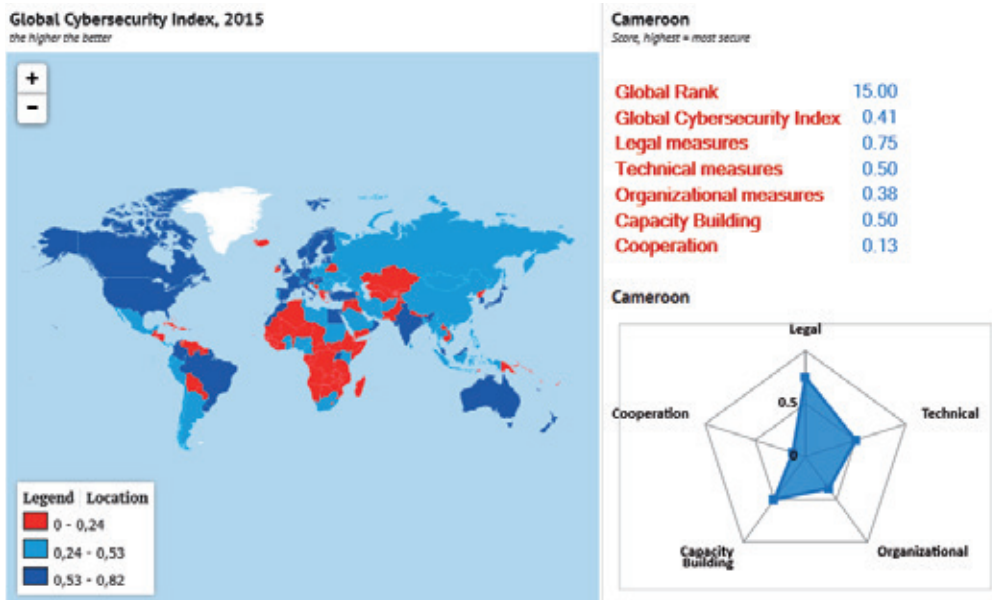 Global Cybersecurity Index, 2015
the higher the better
+
−
Legend Location
0 - 0,24
0,24 - 0,53
0,53 - 0,82
Cameroon
Score, highest = most secure
Global Rank 15.00
Global Cybersecurity Index 0.41
Legal measures 0.75
Technical measures 0.50
Organizational measures 0.38
Capacity Building 0.50
Cooperation 0.13
Cameroon
Legal
0.5
Cooperation
Technical
0
Capacity
Building
Organizational